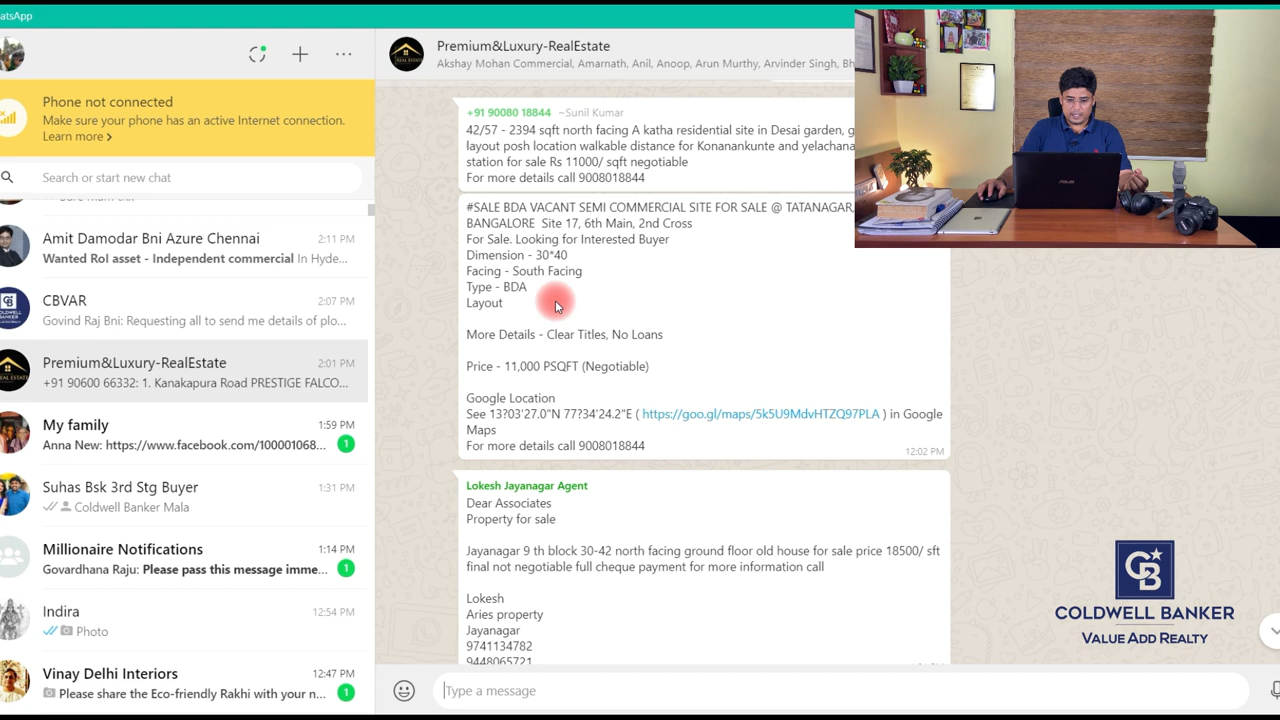 atsApp
Phone not connected
Make sure your phone has an active Internet connection.
Learn more >
Search or start new chat
Amit Damodar Bni Azure Chennai 2:11 PM
Wanted RoI asset - Independent commercial In Hyde...
CBVAR 2:07 PM
Govind Raj Bni: Requesting all to send me details of plo...
Premium&Luxury-RealEstate 2:01 PM
+91 90600 66332: 1. Kanakapura Road PRESTIGE FALCO...
My family 1:59 PM
Anna New: https://www.facebook.com/100001068... 1
Suhas Bsk 3rd Stg Buyer 1:31 PM
Coldwell Banker Mala
Millionaire Notifications 1:14 PM
Govardhana Raju: Please pass this message imme... 1
Indira 12:54 PM
Photo
Vinay Delhi Interiors 12:47 PM
Please share the Eco-friendly Rakhi with your n... 1
Premium&Luxury-RealEstate
Akshay Mohan Commercial, Amarnath, Anil, Anoop, Arun Murthy, Arvinder Singh, Bh
+91 90080 18844 ~Sunil Kumar
42/57 - 2394 sqft north facing A katha residential site in Desai garden, g
layout posh location walkable distance for Konanankunte and yelachana
station for sale Rs 11000/ sqft negotiable
For more details call 9008018844
#SALE BDA VACANT SEMI COMMERCIAL SITE FOR SALE @ TATANAGAR,
BANGALORE Site 17, 6th Main, 2nd Cross
For Sale. Looking for Interested Buyer
Dimension - 30*40
Facing - South Facing
Type - BDA
Layout
More Details - Clear Titles, No Loans
Price - 11,000 PSQFT (Negotiable)
Google Location
See 13?03'27.0"N 77?34'24.2"E ( https://goo.gl/maps/5k5U9MdvHTZQ97PLA ) in Google
Maps
For more details call 9008018844
12:02 PM
Lokesh Jayanagar Agent
Dear Associates
Property for sale
Jayanagar 9 th block 30-42 north facing ground floor old house for sale price 18500/ sft
final not negotiable full cheque payment for more information call
Lokesh
Aries property
Jayanagar
9741134782
9448065721
Type a message
ASUS
CB
COLDWELL BANKER
VALUE ADD REALTY